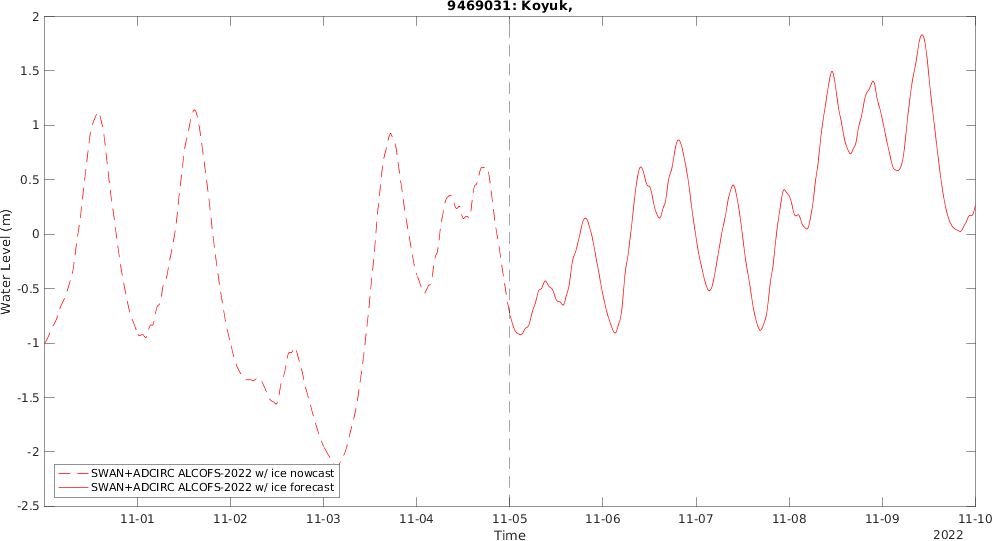 9469031: Koyuk,
2
1.5
1
0.5
0
-0.5
-1
-1.5
-2
-2.5
Water Level (m)
SWAN+ADCIRC ALCOFS-2022 w/ ice nowcast
SWAN+ADCIRC ALCOFS-2022 w/ ice forecast
11-01 11-02 11-03 11-04 11-05 11-06 11-07 11-08 11-09 11-10
Time
2022